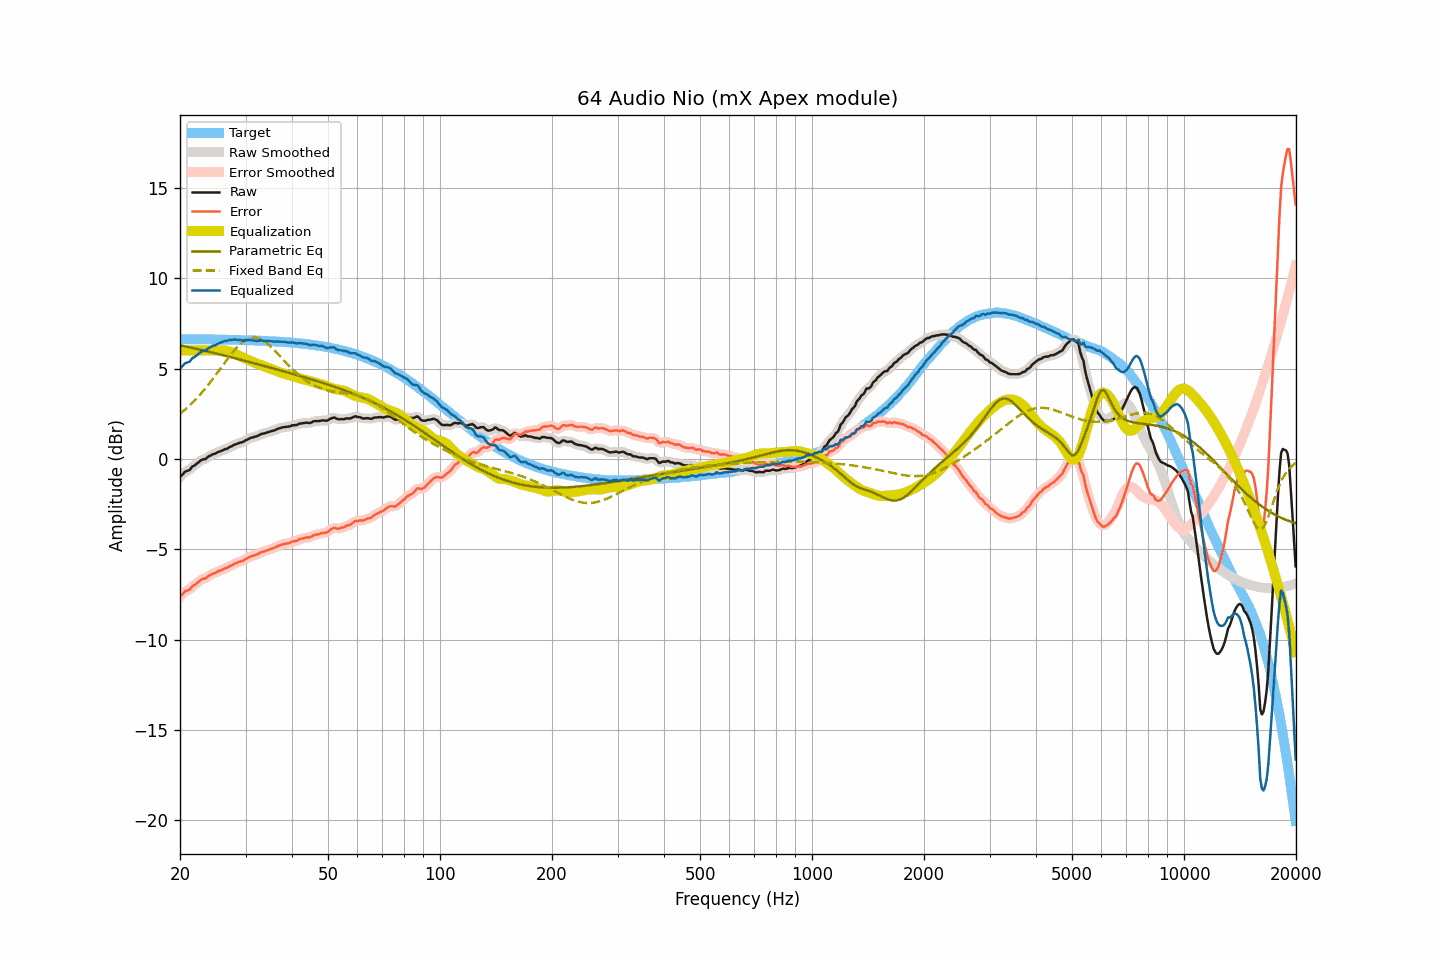 64 Audio Nio (mX Apex module)
Target
Raw Smoothed
Error Smoothed
Raw
Error
Equalization
Parametric Eq
Fixed Band Eq
Equalized
15
10
5
0
−5
−10
−15
−20
Amplitude (dBr)
20 50 100 200 500 1000 2000 5000 10000 20000
Frequency (Hz)